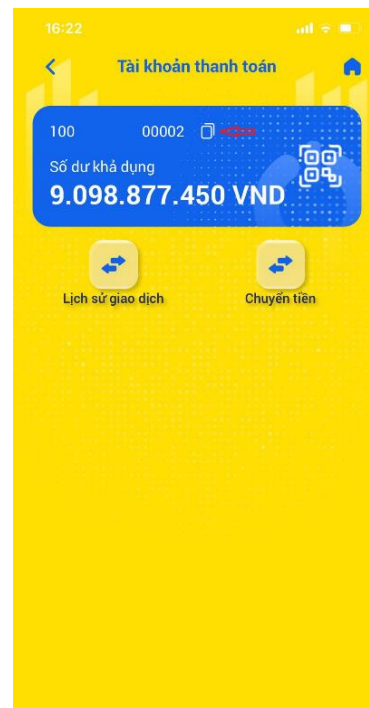 16:22
Tài khoản thanh toán
100 00002
Số dư khả dụng
9.098.877.450 VND
Lịch sử giao dịch Chuyển tiền